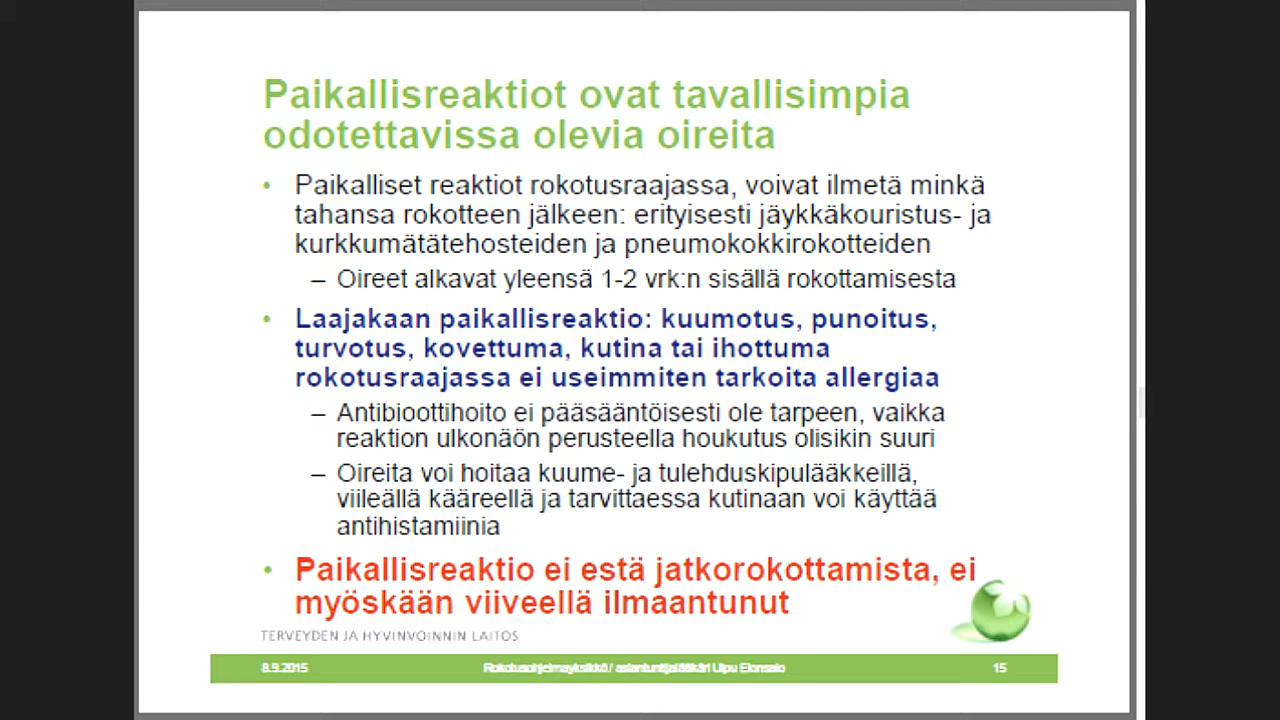 Paikallisreaktiot ovat tavallisimpia
odotettavissa olevia oireita
• Paikalliset reaktiot rokotusraajassa, voivat ilmetä minkä
tahansa rokotteen jälkeen: erityisesti jäykkäkouristus- ja
kurkkumätätehosteiden ja pneumokokkirokotteiden
– Oireet alkavat yleensä 1-2 vrk:n sisällä rokottamisesta
• Laajakaan paikallisreaktio: kuumotus, punoitus,
turvotus, kovettuma, kutina tai ihottuma
rokotusraajassa ei useimmiten tarkoita allergiaa
– Antibioottihoito ei pääsääntöisesti ole tarpeen, vaikka
reaktion ulkonäön perusteella houkutus olisikin suuri
– Oireita voi hoitaa kuume- ja tulehduskipulääkkeillä,
viileällä kääreellä ja tarvittaessa kutinaan voi käyttää
antihistamiinia
• Paikallisreaktio ei estä jatkorokottamista, ei
myöskään viiveellä ilmaantunut
TERVEYDEN JA HYVINVOINNIN LAITOS
8.9.2015 / Ulpu Elonsalo 15